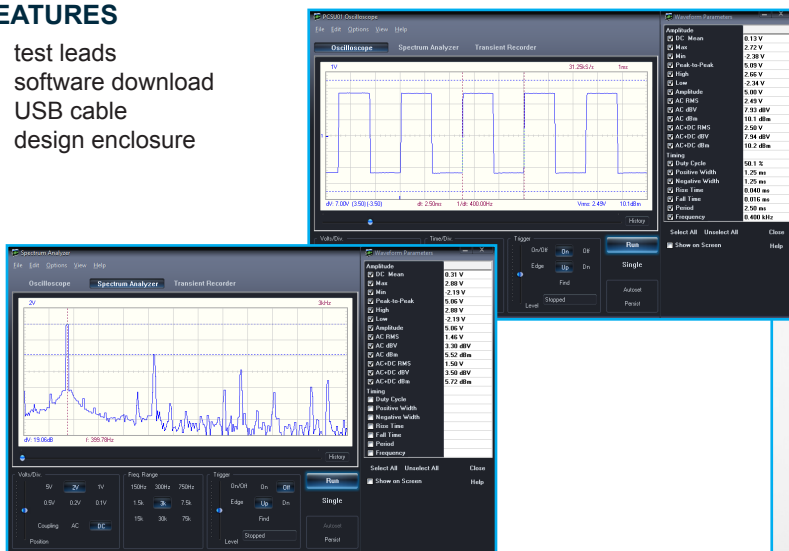 EATURES
test leads
software download
USB cable
design enclosure
PCSU01 Oscilloscope
File Edit Options View Help
Oscilloscope Spectrum Analyzer Transient Recorder
1V 31.25kS/s 1ms
1
dV: 7.00V (3.50)(-3.50) dt: 2.50ms 1/dt: 400.00Hz Vrms: 2.49V 10.1dBm
History
Volts/Div. Time/Div. Trigger
On/Off On Off
Edge Up Dn
Find
Level Stopped
Run
Single
Autoset
Persist
Waveform Parameters
Amplitude
DC Mean 0.13 V
Max 2.72 V
Min -2.38 V
Peak-to-Peak 5.09 V
High 2.66 V
Low -2.34 V
Amplitude 5.00 V
AC RMS 2.49 V
AC dBV 7.93 dBV
AC dBm 10.1 dBm
AC+DC RMS 2.50 V
AC+DC dBV 7.94 dBV
AC+DC dBm 10.2 dBm
Timing
Duty Cycle 50.1 %
Positive Width 1.25 ms
Negative Width 1.25 ms
Rise Time 0.040 ms
Fall Time 0.016 ms
Period 2.50 ms
Frequency 0.400 kHz
Select All Unselect All Close
Show on Screen Help
Spectrum Analyzer
File Edit Options View Help
Oscilloscope Spectrum Analyzer Transient Recorder
2V 3kHz
dV: 19.06dB f: 399.78Hz
History
Volts/Div.
5V 2V 1V
0.5V 0.2V 0.1V
Coupling AC DC
Position
Freq. Range
150Hz 300Hz 750Hz
1.5k 3k 7.5k
15k 30k 75k
Trigger
On/Off On Off
Edge Up Dn
Find
Level Stopped
Run
Single
Autoset
Persist
Waveform Parameters
Amplitude
DC Mean 0.31 V
Max 2.88 V
Min -2.19 V
Peak-to-Peak 5.06 V
High 2.88 V
Low -2.19 V
Amplitude 5.06 V
AC RMS 1.46 V
AC dBV 3.30 dBV
AC dBm 5.52 dBm
AC+DC RMS 1.50 V
AC+DC dBV 3.50 dBV
AC+DC dBm 5.72 dBm
Timing
Duty Cycle
Positive Width
Negative Width
Rise Time
Fall Time
Period
Frequency
Select All Unselect All Close
Show on Screen Help